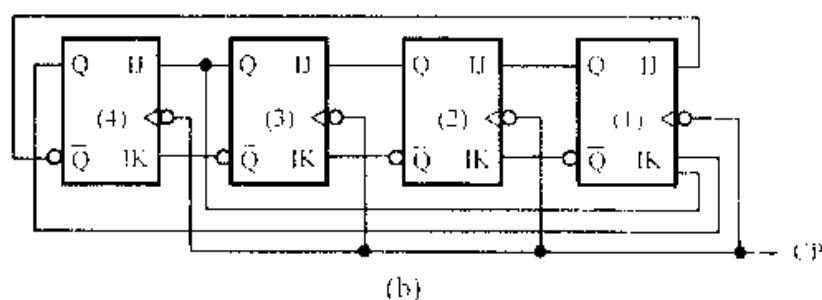 Q 1J Q 1J Q 1J Q 1J
(4) (3) (2) (1)
Q̅ 1K Q̅ 1K Q̅ 1K Q̅ 1K
CP
(b)